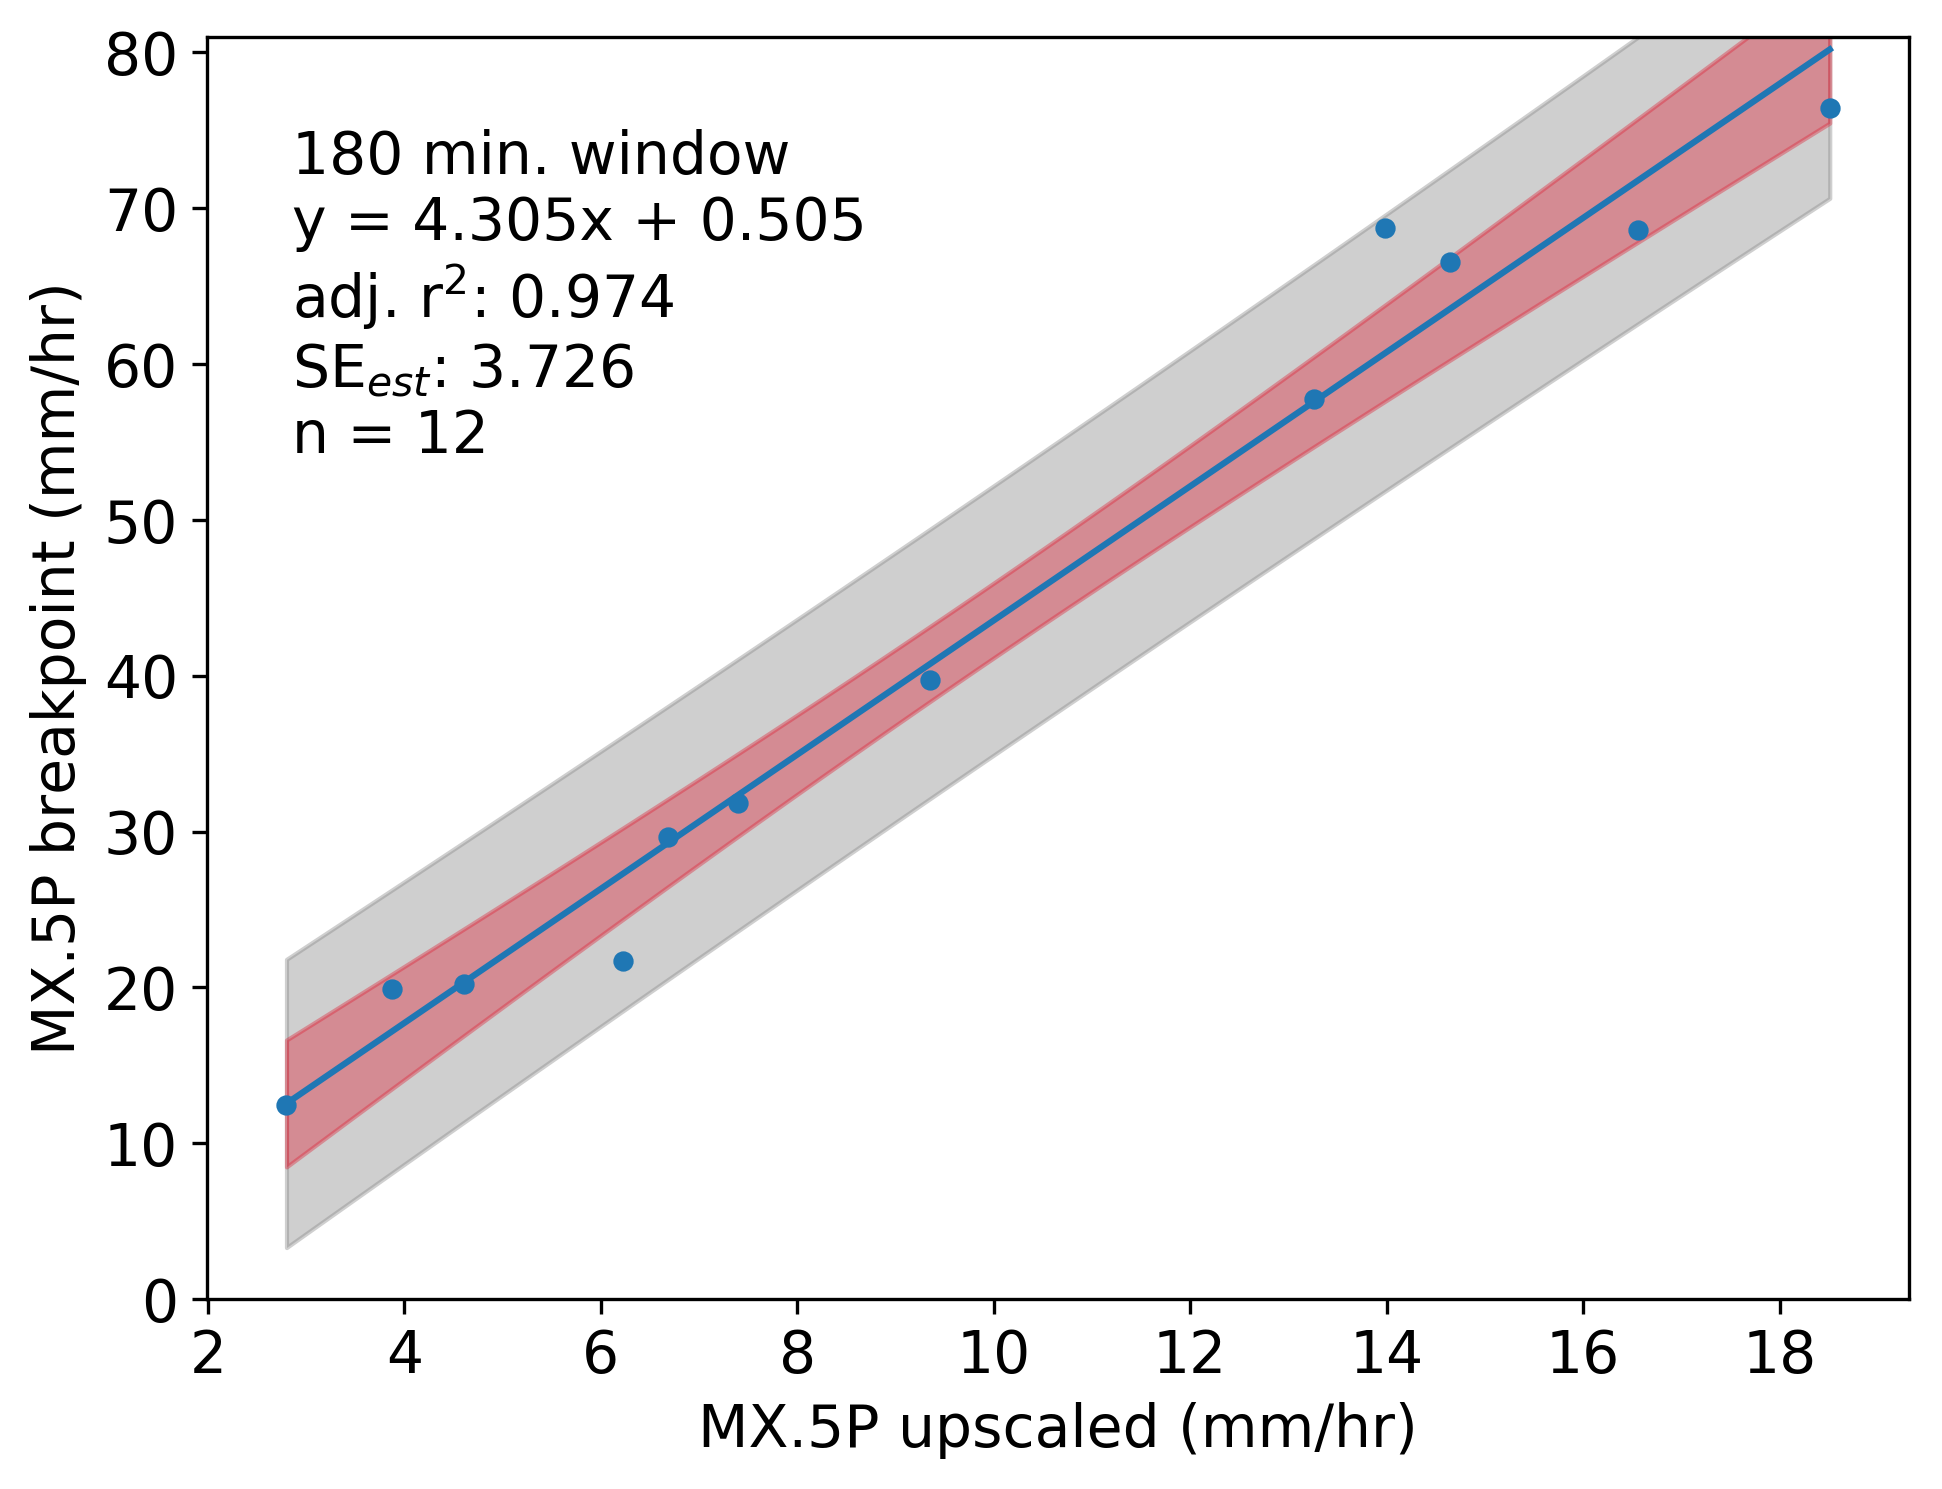 80
70
60
50
40
30
20
10
0
MX.5P breakpoint (mm/hr)
180 min. window
y = 4.305x + 0.505
adj. r²: 0.974
SEest: 3.726
n = 12
2 4 6 8 10 12 14 16 18
MX.5P upscaled (mm/hr)